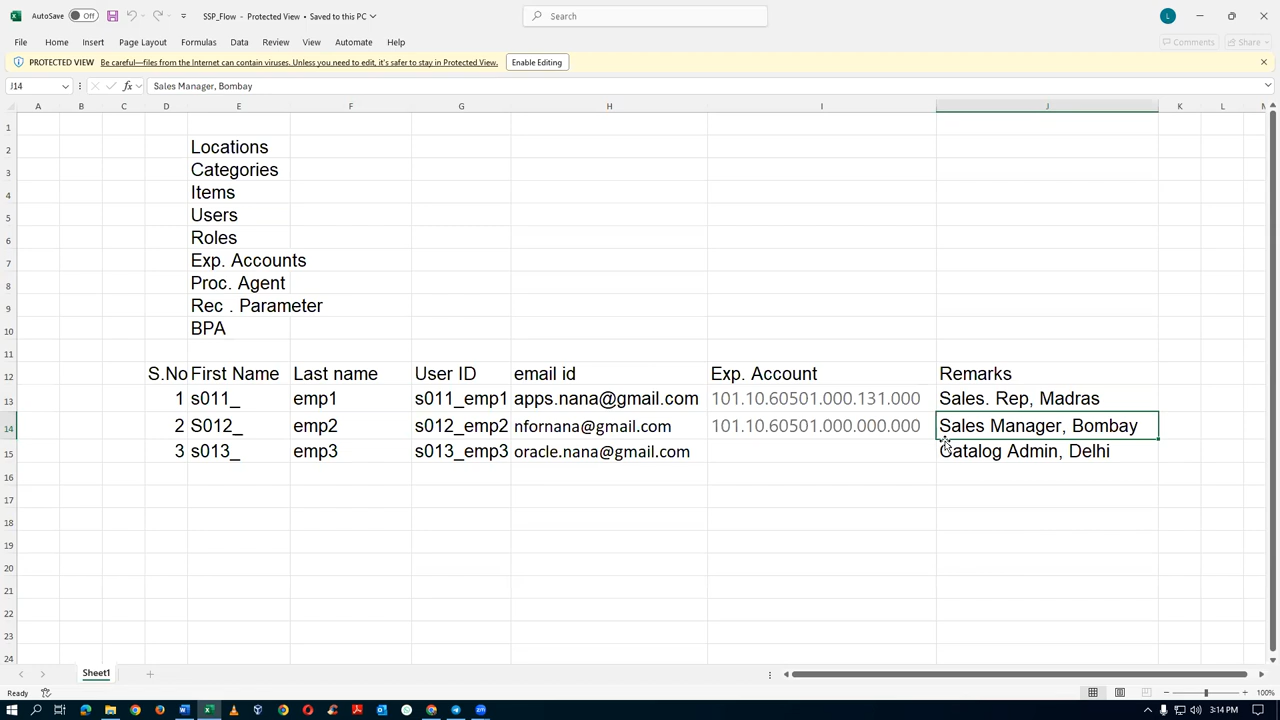 AutoSave Off SSP_Flow - Protected View • Saved to this PC Search L
File Home Insert Page Layout Formulas Data Review View Automate Help Comments Share
PROTECTED VIEW Be careful—files from the Internet can contain viruses. Unless you need to edit, it's safer to stay in Protected View. Enable Editing
J14 fx Sales Manager, Bombay
A B C D E F G H I J K L M
1
2 Locations
3 Categories
4 Items
5 Users
6 Roles
7 Exp. Accounts
8 Proc. Agent
9 Rec . Parameter
10 BPA
11
12 S.No First Name Last name User ID email id Exp. Account Remarks
13 1 s011_ emp1 s011_emp1 apps.nana@gmail.com 101.10.60501.000.131.000 Sales. Rep, Madras
14 2 S012_ emp2 s012_emp2 nfornana@gmail.com 101.10.60501.000.000.000 Sales Manager, Bombay
15 3 s013_ emp3 s013_emp3 oracle.nana@gmail.com Catalog Admin, Delhi
16
17
18
19
20
21
22
23
24
Sheet1
Ready 100%
3:14 PM